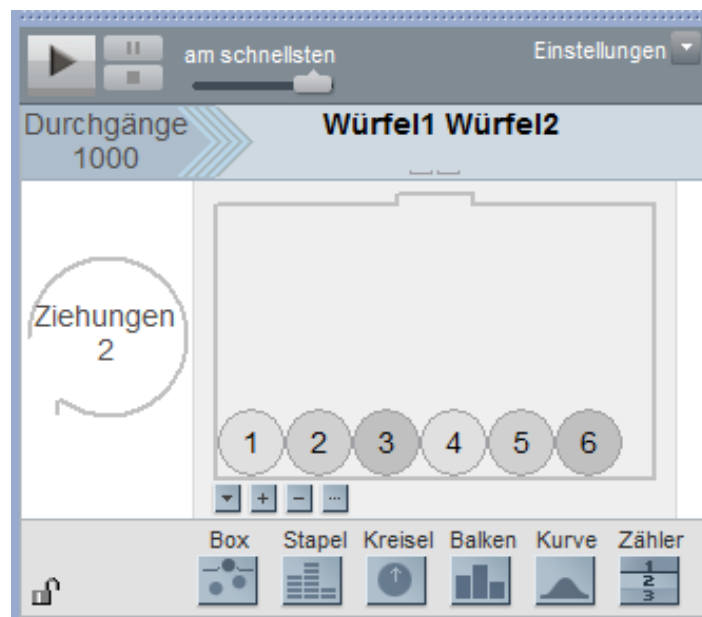 am schnellsten
Einstellungen
Durchgänge
1000
Würfel1 Würfel2
Ziehungen
2
1 2 3 4 5 6
Box Stapel Kreisel Balken Kurve Zähler
1
2
3